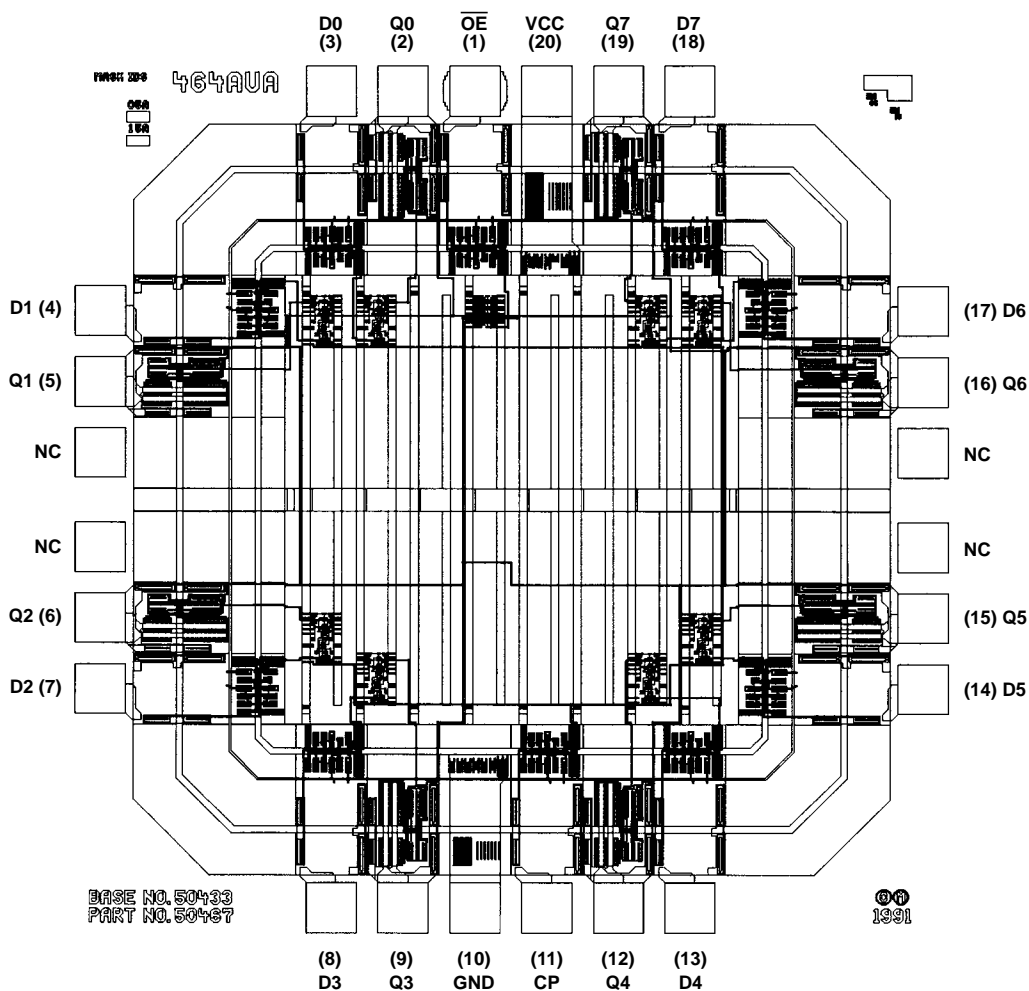 D0 Q0 OE VCC Q7 D7
(3) (2) (1) (20) (19) (18)
464AVA
D1 (4) (17) D6
Q1 (5) (16) Q6
NC NC
NC NC
Q2 (6) (15) Q5
D2 (7) (14) D5
BASE NO. 50433
PART NO. 50467
1991
(8) (9) (10) (11) (12) (13)
D3 Q3 GND CP Q4 D4